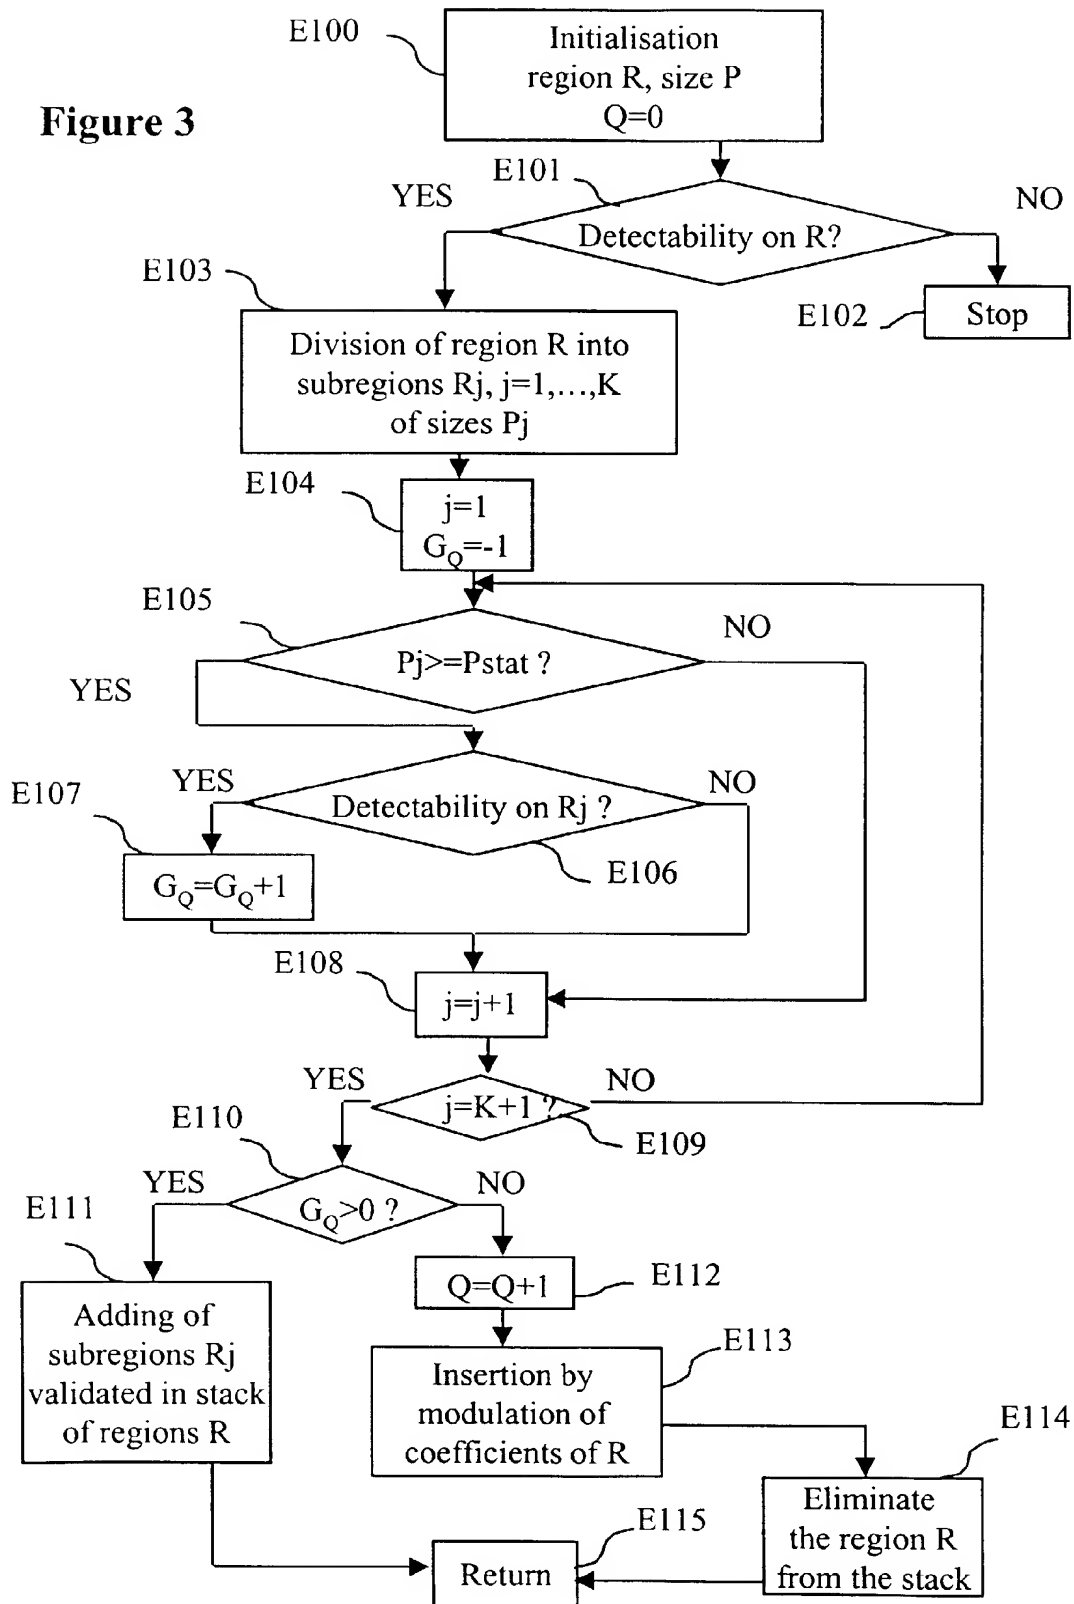 E100
Initialisation
region R, size P
Q=0
Figure 3
E101
YES
NO
Detectability on R?
E103
E102
Stop
Division of region R into
subregions Rj, j=1,...,K
of sizes Pj
E104
j=1
GQ=-1
E105
NO
Pj>=Pstat ?
YES
YES
NO
E107
Detectability on Rj ?
E106
GQ=GQ+1
E108
j=j+1
YES
NO
j=K+1 ?
E109
E110
YES
NO
E111
GQ>0 ?
Q=Q+1
E112
Adding of
subregions Rj
validated in stack
of regions R
E113
Insertion by
modulation of
coefficients of R
E114
Eliminate
the region R
from the stack
E115
Return